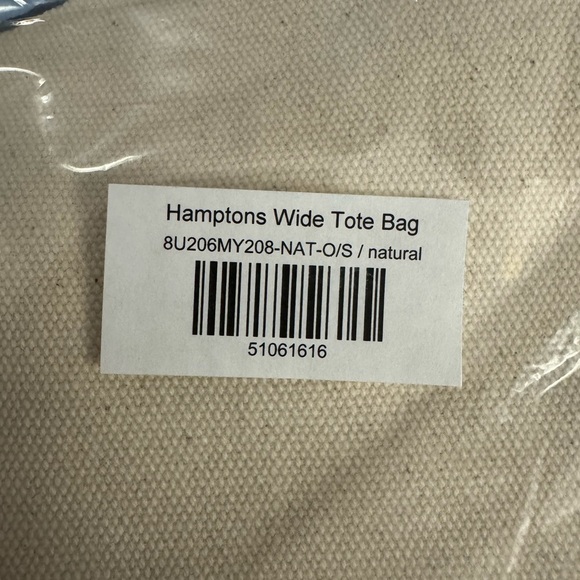 Hamptons Wide Tote Bag
8U206MY208-NAT-O/S / natural
51061616